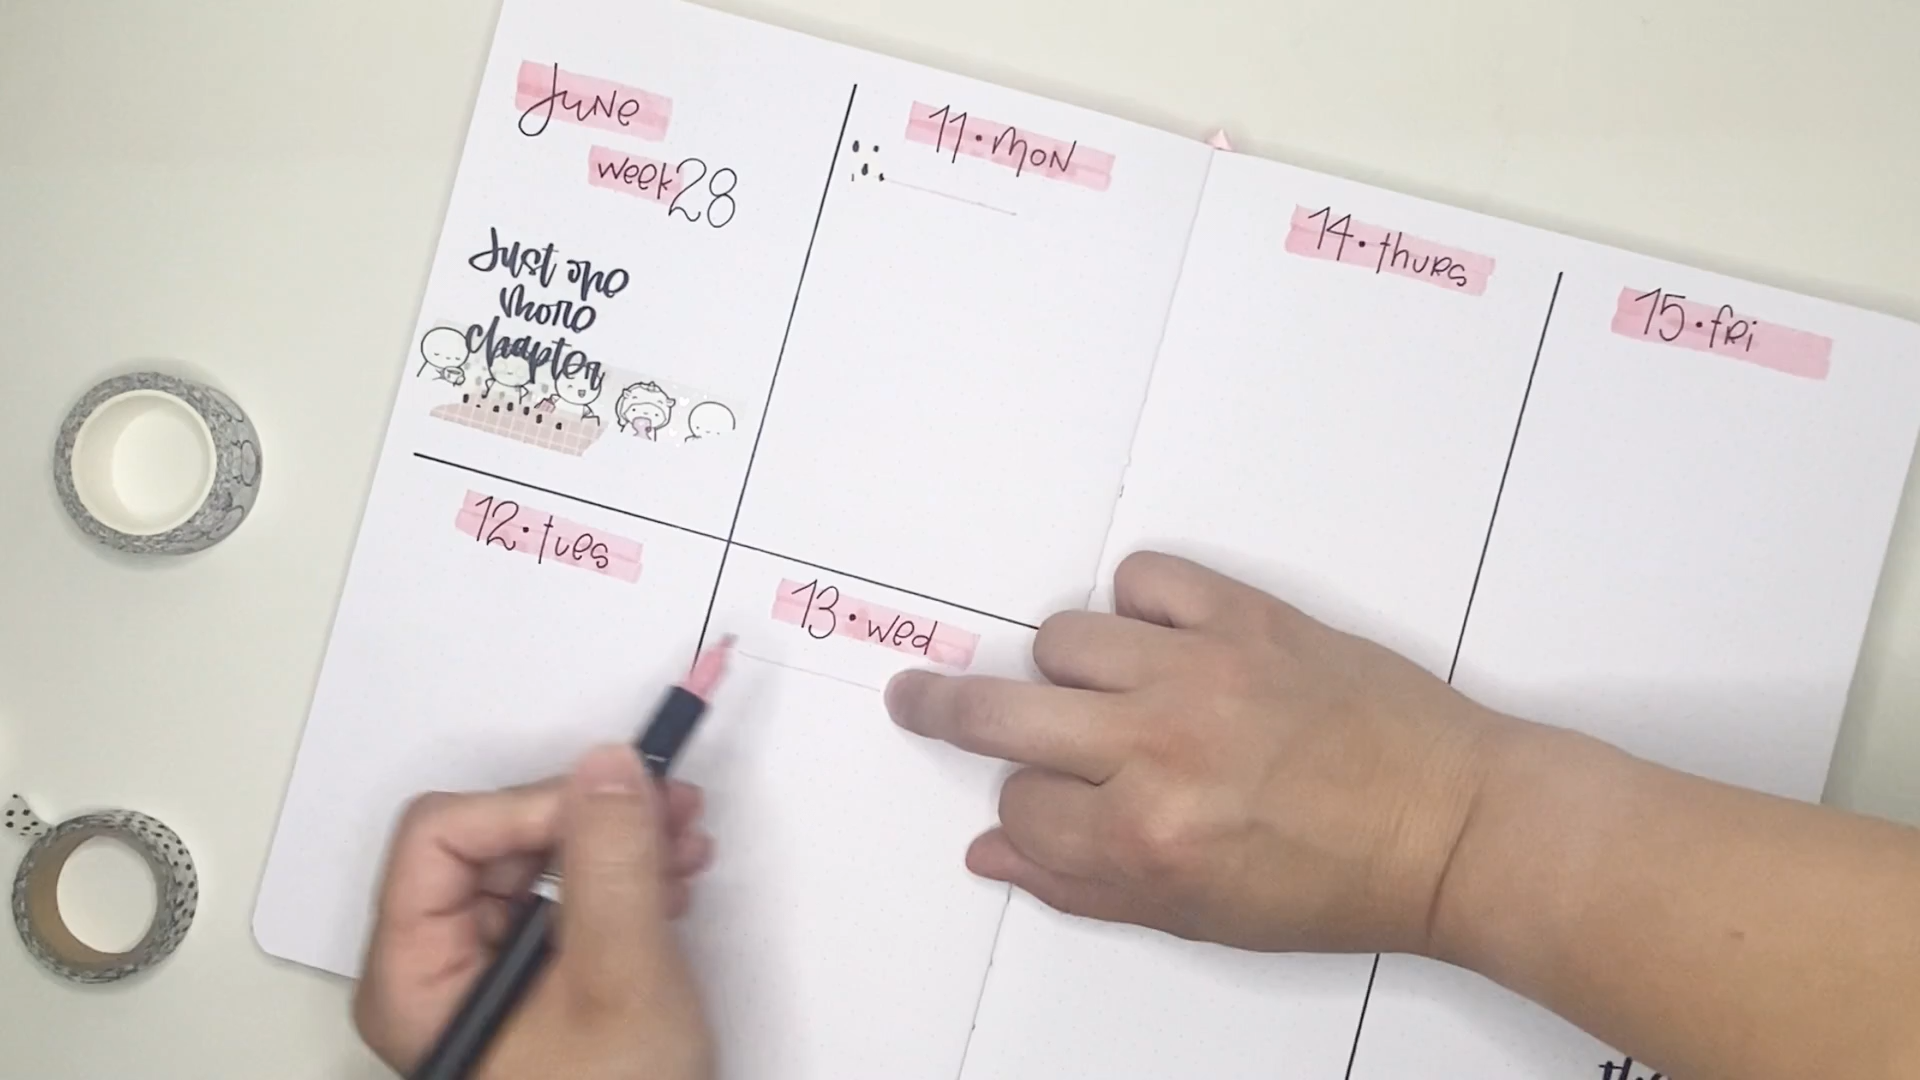 June
week 28
Just one
more
chapter
11·mon
12·tues
13·wed
14·thurs
15·fri